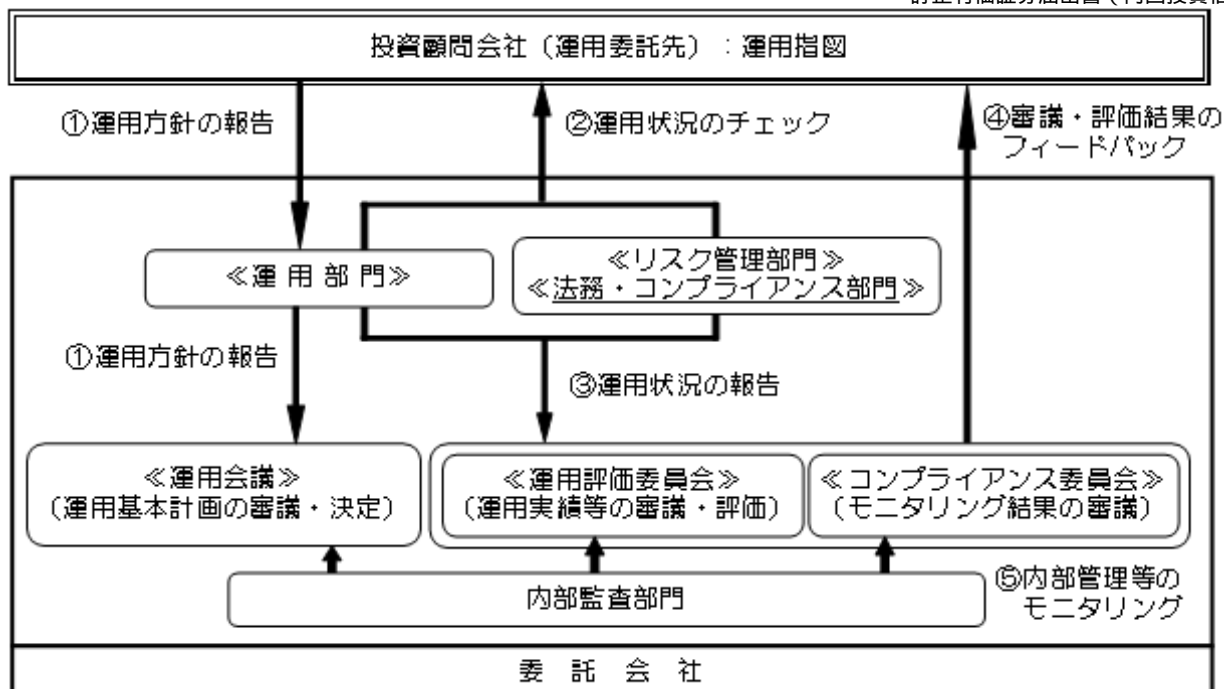 投資顧問会社（運用委託先）：運用指図
①運用方針の報告
②運用状況のチェック
④審議・評価結果の
フィードバック
≪運 用 部 門≫
≪リスク管理部門≫
≪法務・コンプライアンス部門≫
①運用方針の報告
③運用状況の報告
≪運用会議≫
（運用基本計画の審議・決定）
≪運用評価委員会≫
（運用実績等の審議・評価）
≪コンプライアンス委員会≫
（モニタリング結果の審議）
内部監査部門
⑤内部管理等の
モニタリング
委 託 会 社